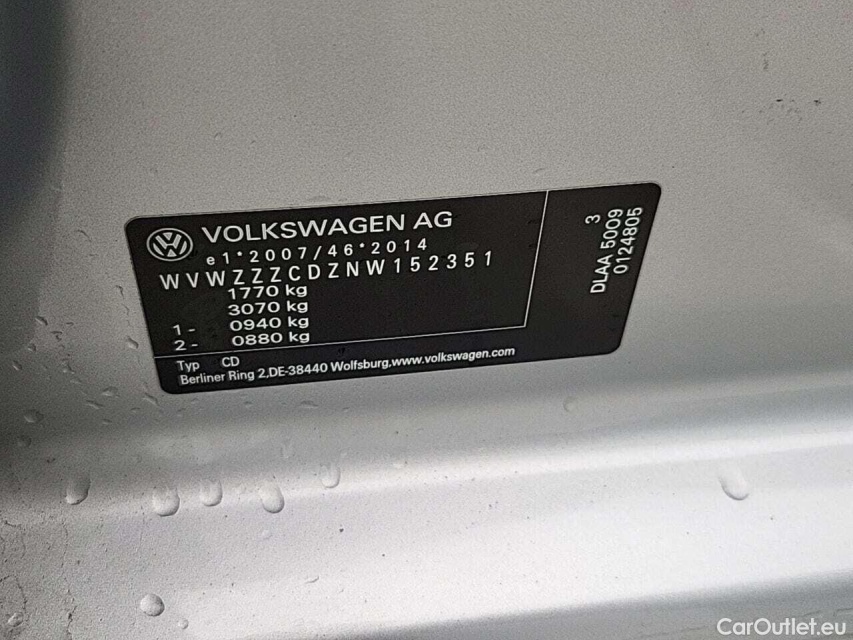 VOLKSWAGEN AG
e1*2007/46*2014
WVWZZZCDZNW152351
1770 kg
3070 kg
1- 0940 kg
2- 0880 kg
Typ CD
Berliner Ring 2,DE-38440 Wolfsburg,www.volkswagen.com
3
DLAA 5009
0124805
CarOutlet.eu